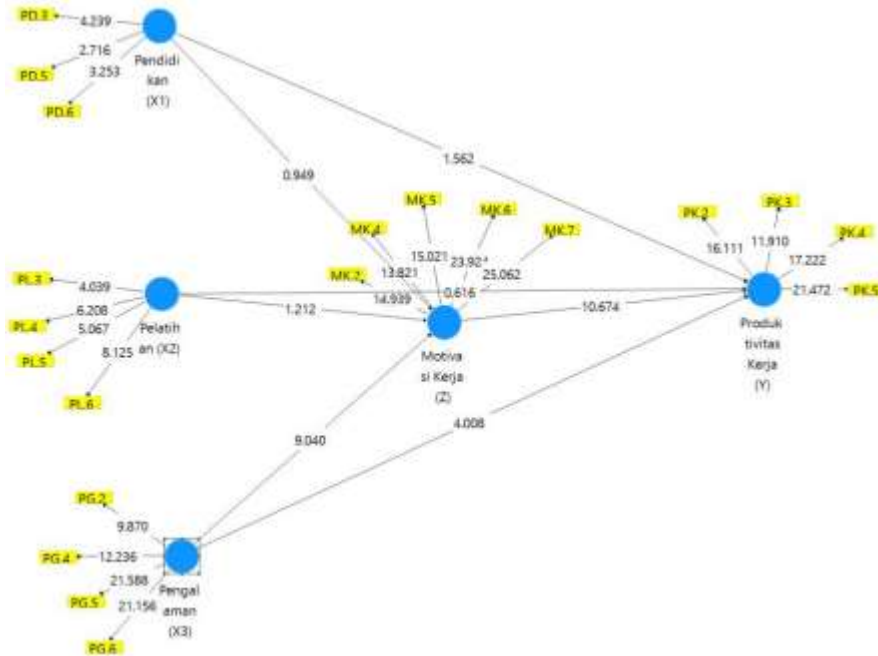 PD.3
4.239
2.716
PD.5
3.253
PD.6
Pendidi
kan
(X1)
1.562
0.949
MK.5
MK.6
MK.4
MK.7
MK.2
15.021
23.924
13.821
25.062
14.939
PK.3
PK.2
PK.4
11.910
16.111
17.222
21.472
PK.5
PL.3
4.039
6.208
PL.4
5.067
PL.5
8.125
PL.6
Pelatih
an (X2)
1.212
0.616
10.674
Motiva
si Kerja
(Z)
Produk
tivitas
Kerja
(Y)
9.040
4.008
PG.2
9.870
PG.4
12.236
21.588
PG.5
21.156
PG.6
Pengal
aman
(X3)